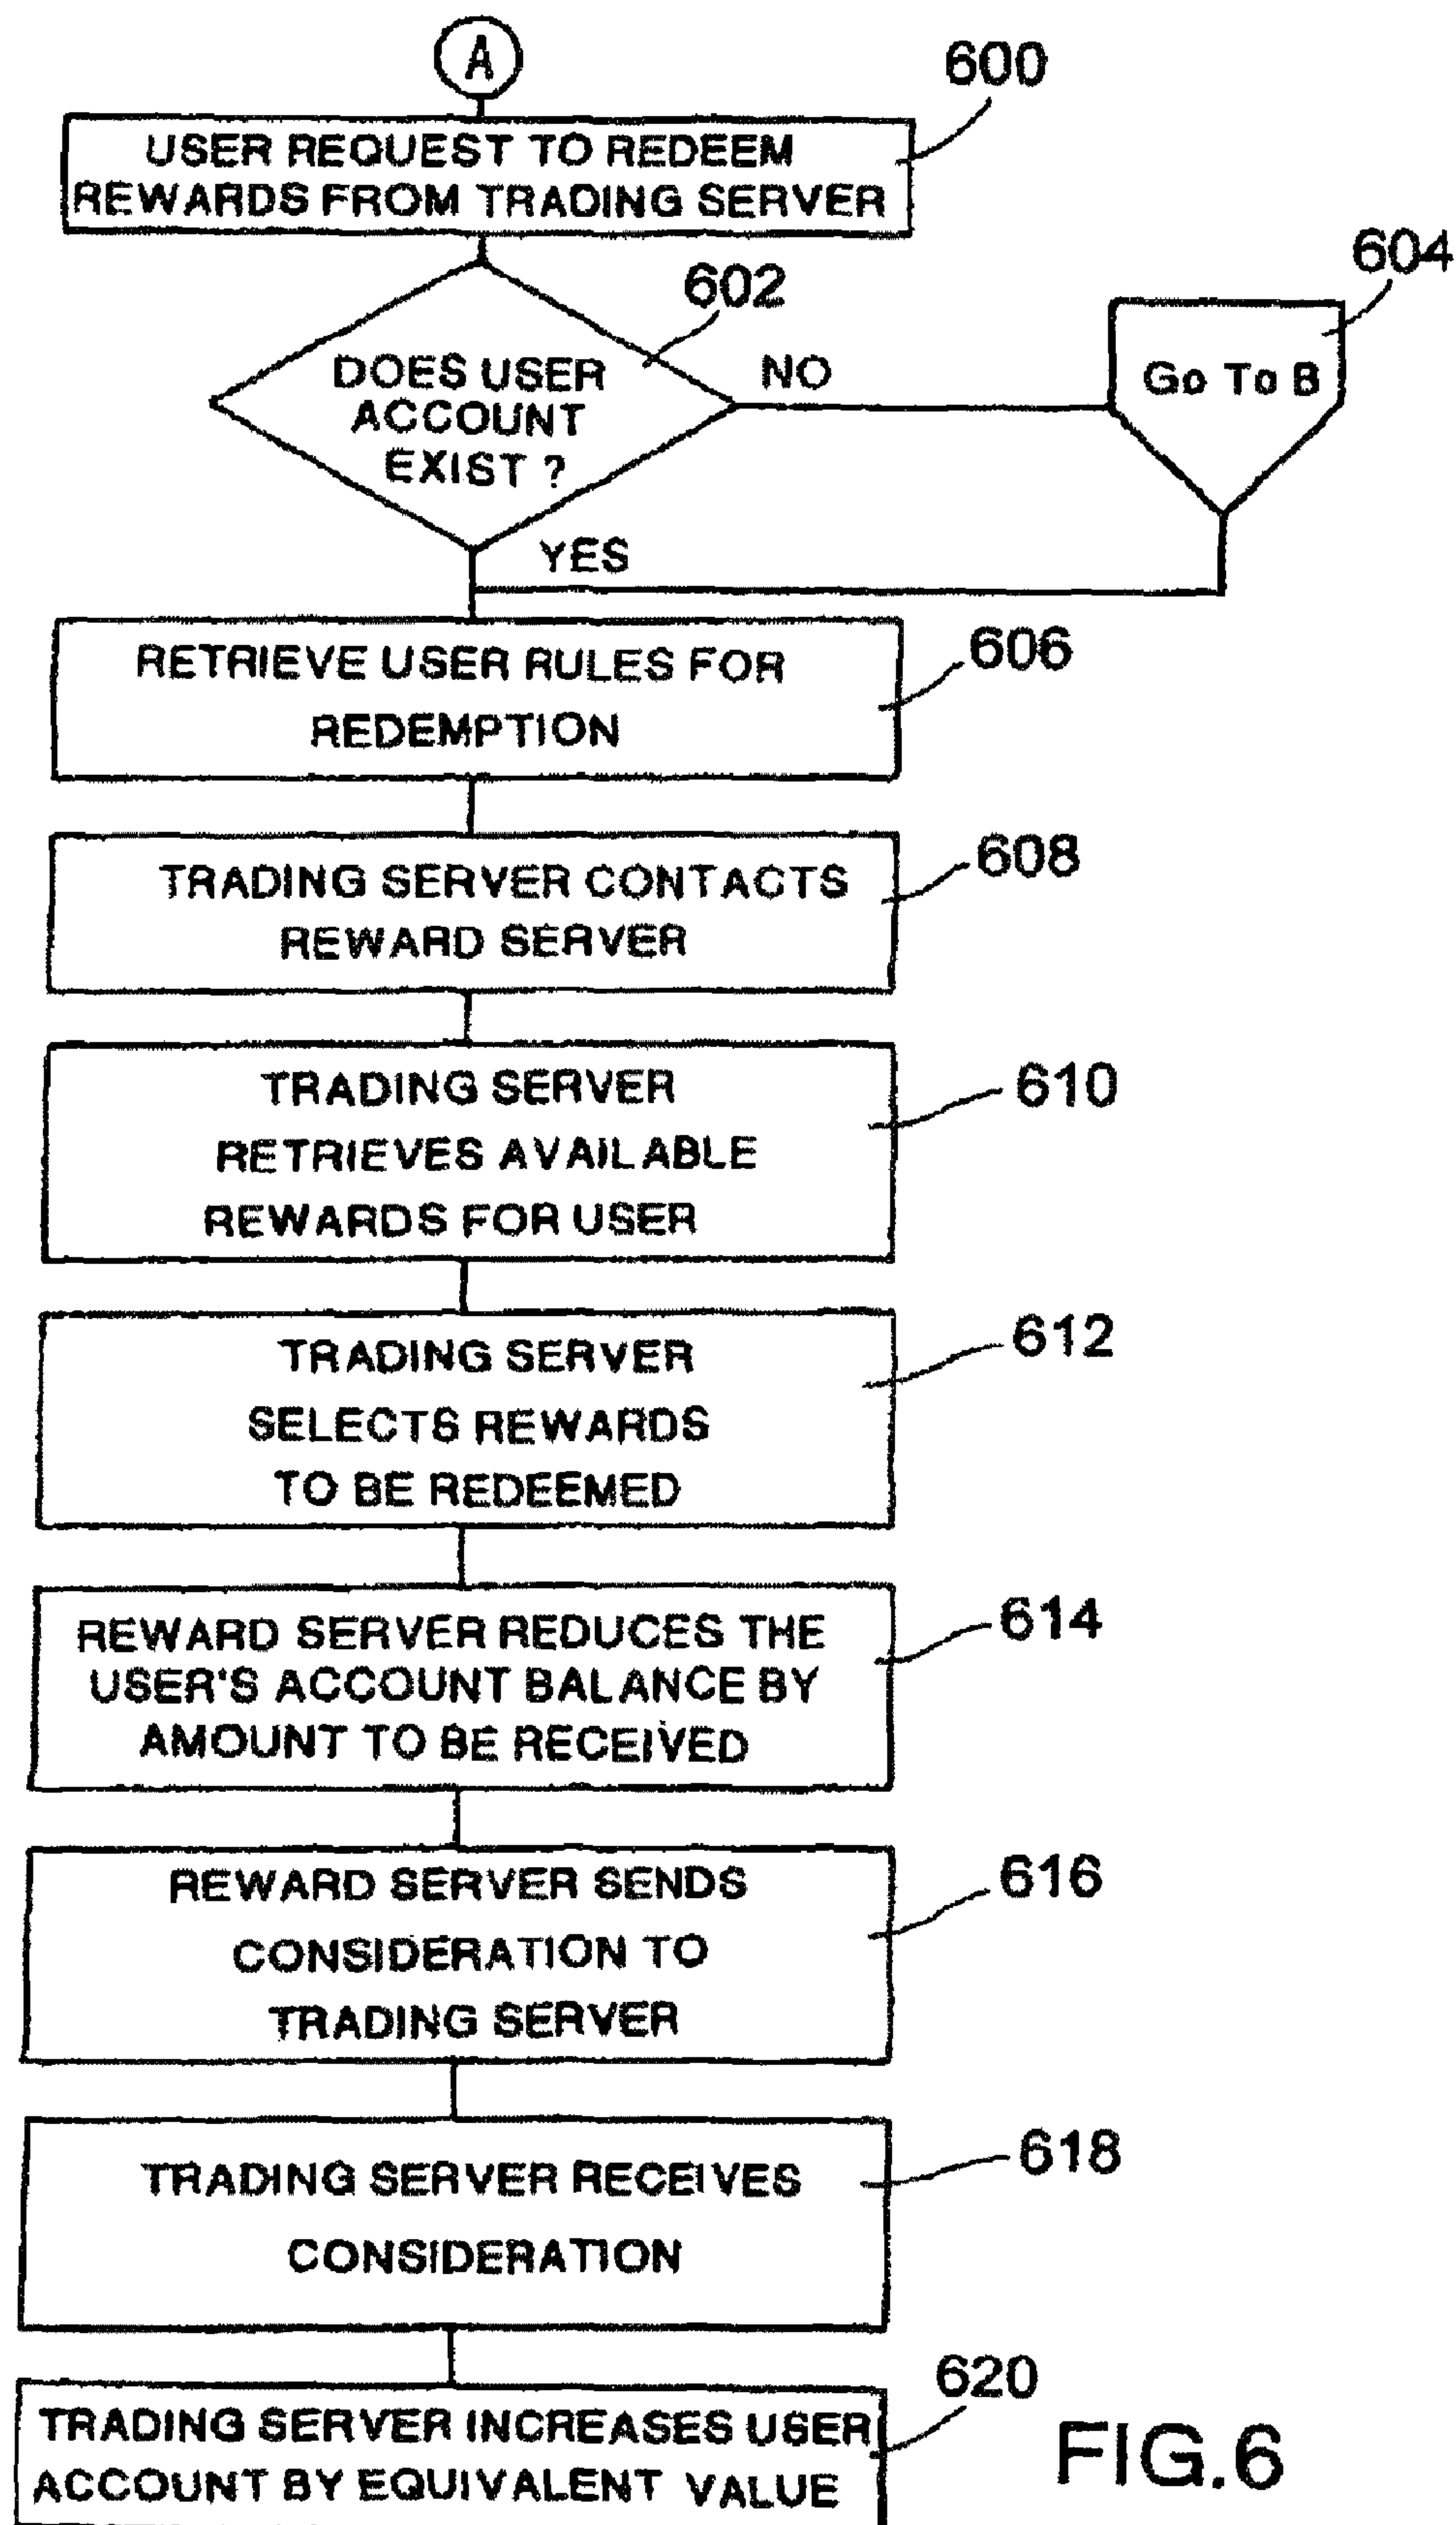 A
600
USER REQUEST TO REDEEM
REWARDS FROM TRADING SERVER
602
604
DOES USER
ACCOUNT
EXIST ?
NO
Go To B
YES
RETRIEVE USER RULES FOR
REDEMPTION
606
TRADING SERVER CONTACTS
REWARD SERVER
608
TRADING SERVER
RETRIEVES AVAILABLE
REWARDS FOR USER
610
TRADING SERVER
SELECTS REWARDS
TO BE REDEEMED
612
REWARD SERVER REDUCES THE
USER'S ACCOUNT BALANCE BY
AMOUNT TO BE RECEIVED
614
REWARD SERVER SENDS
CONSIDERATION TO
TRADING SERVER
616
TRADING SERVER RECEIVES
CONSIDERATION
618
TRADING SERVER INCREASES USER
ACCOUNT BY EQUIVALENT VALUE
620
FIG.6